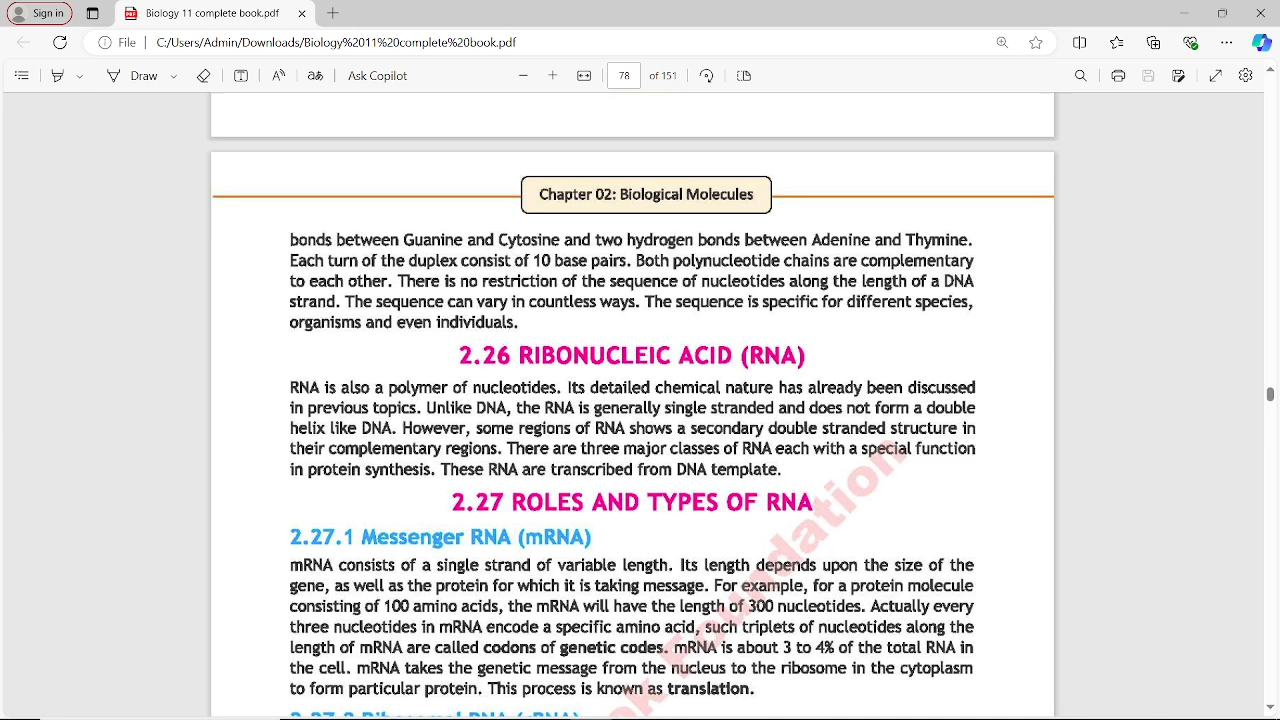 Sign in
Biology 11 complete book.pdf
File
C:/Users/Admin/Downloads/Biology%2011%20complete%20book.pdf
Draw
Ask Copilot
78 of 151
Chapter 02: Biological Molecules
bonds between Guanine and Cytosine and two hydrogen bonds between Adenine and Thymine.
Each turn of the duplex consist of 10 base pairs. Both polynucleotide chains are complementary
to each other. There is no restriction of the sequence of nucleotides along the length of a DNA
strand. The sequence can vary in countless ways. The sequence is specific for different species,
organisms and even individuals.
2.26 RIBONUCLEIC ACID (RNA)
RNA is also a polymer of nucleotides. Its detailed chemical nature has already been discussed
in previous topics. Unlike DNA, the RNA is generally single stranded and does not form a double
helix like DNA. However, some regions of RNA shows a secondary double stranded structure in
their complementary regions. There are three major classes of RNA each with a special function
in protein synthesis. These RNA are transcribed from DNA template.
2.27 ROLES AND TYPES OF RNA
2.27.1 Messenger RNA (mRNA)
mRNA consists of a single strand of variable length. Its length depends upon the size of the
gene, as well as the protein for which it is taking message. For example, for a protein molecule
consisting of 100 amino acids, the mRNA will have the length of 300 nucleotides. Actually every
three nucleotides in mRNA encode a specific amino acid, such triplets of nucleotides along the
length of mRNA are called codons of genetic codes. mRNA is about 3 to 4% of the total RNA in
the cell. mRNA takes the genetic message from the nucleus to the ribosome in the cytoplasm
to form particular protein. This process is known as translation.
Foundation